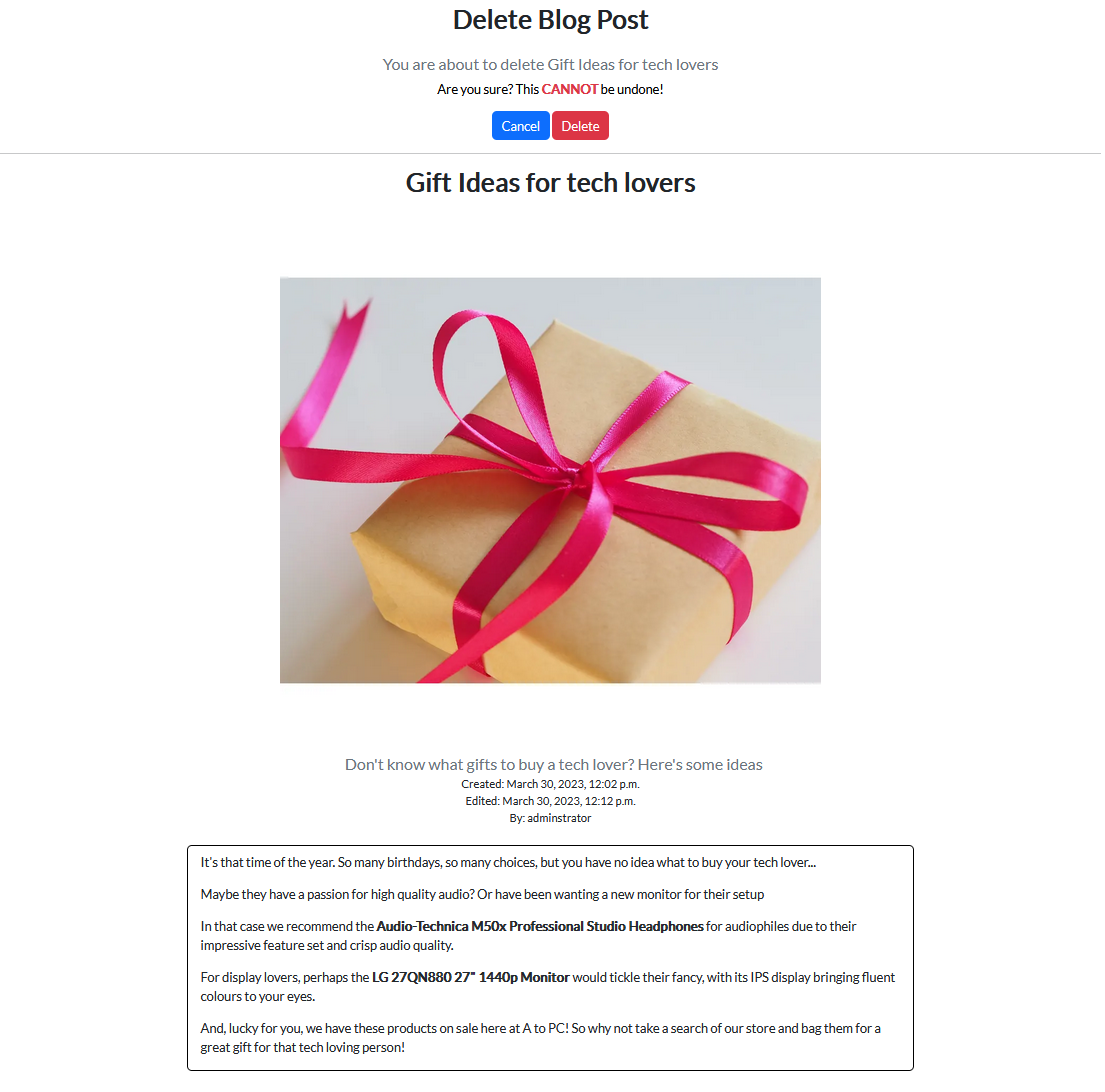 Delete Blog Post
You are about to delete Gift Ideas for tech lovers
Are you sure? This CANNOT be undone!
Cancel Delete
Gift Ideas for tech lovers
Don't know what gifts to buy a tech lover? Here's some ideas
Created: March 30, 2023, 12:02 p.m.
Edited: March 30, 2023, 12:12 p.m.
By: adminstrator
It's that time of the year. So many birthdays, so many choices, but you have no idea what to buy your tech lover...
Maybe they have a passion for high quality audio? Or have been wanting a new monitor for their setup
In that case we recommend the Audio-Technica M50x Professional Studio Headphones for audiophiles due to their
impressive feature set and crisp audio quality.
For display lovers, perhaps the LG 27QN880 27" 1440p Monitor would tickle their fancy, with its IPS display bringing fluent
colours to your eyes.
And, lucky for you, we have these products on sale here at A to PC! So why not take a search of our store and bag them for a
great gift for that tech loving person!